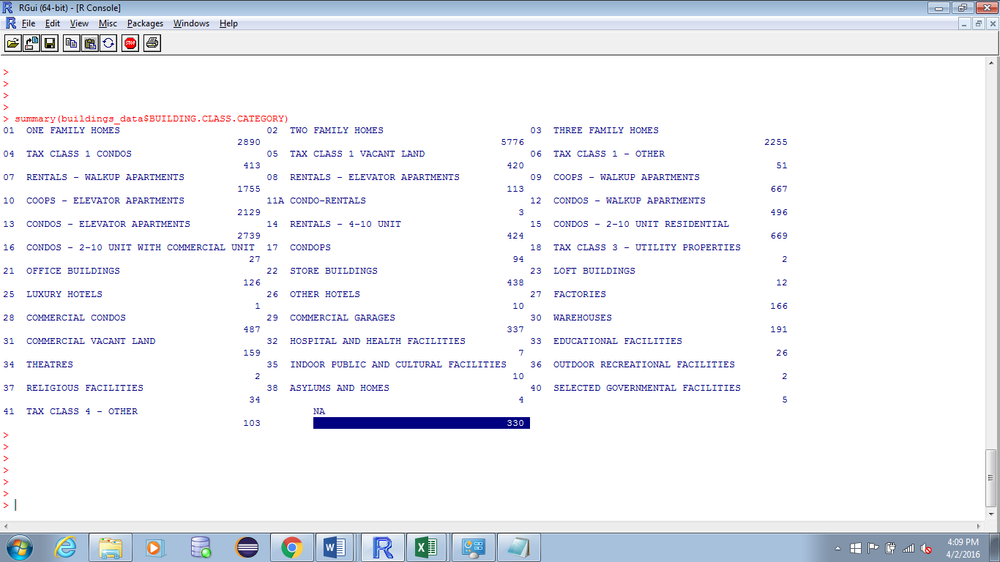 RGui (64-bit) - [R Console]
File Edit View Misc Packages Windows Help
STOP
>
>
>
>
> summary(buildings_data$BUILDING.CLASS.CATEGORY)
01 ONE FAMILY HOMES 02 TWO FAMILY HOMES 03 THREE FAMILY HOMES
2890 5776 2255
04 TAX CLASS 1 CONDOS 05 TAX CLASS 1 VACANT LAND 06 TAX CLASS 1 - OTHER
413 420 51
07 RENTALS - WALKUP APARTMENTS 08 RENTALS - ELEVATOR APARTMENTS 09 COOPS - WALKUP APARTMENTS
1755 113 667
10 COOPS - ELEVATOR APARTMENTS 11A CONDO-RENTALS 12 CONDOS - WALKUP APARTMENTS
2129 3 496
13 CONDOS - ELEVATOR APARTMENTS 14 RENTALS - 4-10 UNIT 15 CONDOS - 2-10 UNIT RESIDENTIAL
2739 424 669
16 CONDOS - 2-10 UNIT WITH COMMERCIAL UNIT 17 CONDOPS 18 TAX CLASS 3 - UTILITY PROPERTIES
27 94 2
21 OFFICE BUILDINGS 22 STORE BUILDINGS 23 LOFT BUILDINGS
126 438 12
25 LUXURY HOTELS 26 OTHER HOTELS 27 FACTORIES
1 10 166
28 COMMERCIAL CONDOS 29 COMMERCIAL GARAGES 30 WAREHOUSES
487 337 191
31 COMMERCIAL VACANT LAND 32 HOSPITAL AND HEALTH FACILITIES 33 EDUCATIONAL FACILITIES
159 7 26
34 THEATRES 35 INDOOR PUBLIC AND CULTURAL FACILITIES 36 OUTDOOR RECREATIONAL FACILITIES
2 10 2
37 RELIGIOUS FACILITIES 38 ASYLUMS AND HOMES 40 SELECTED GOVERNMENTAL FACILITIES
34 4 5
41 TAX CLASS 4 - OTHER NA
103 330
>
>
>
>
>
>
>
4:09 PM
4/2/2016